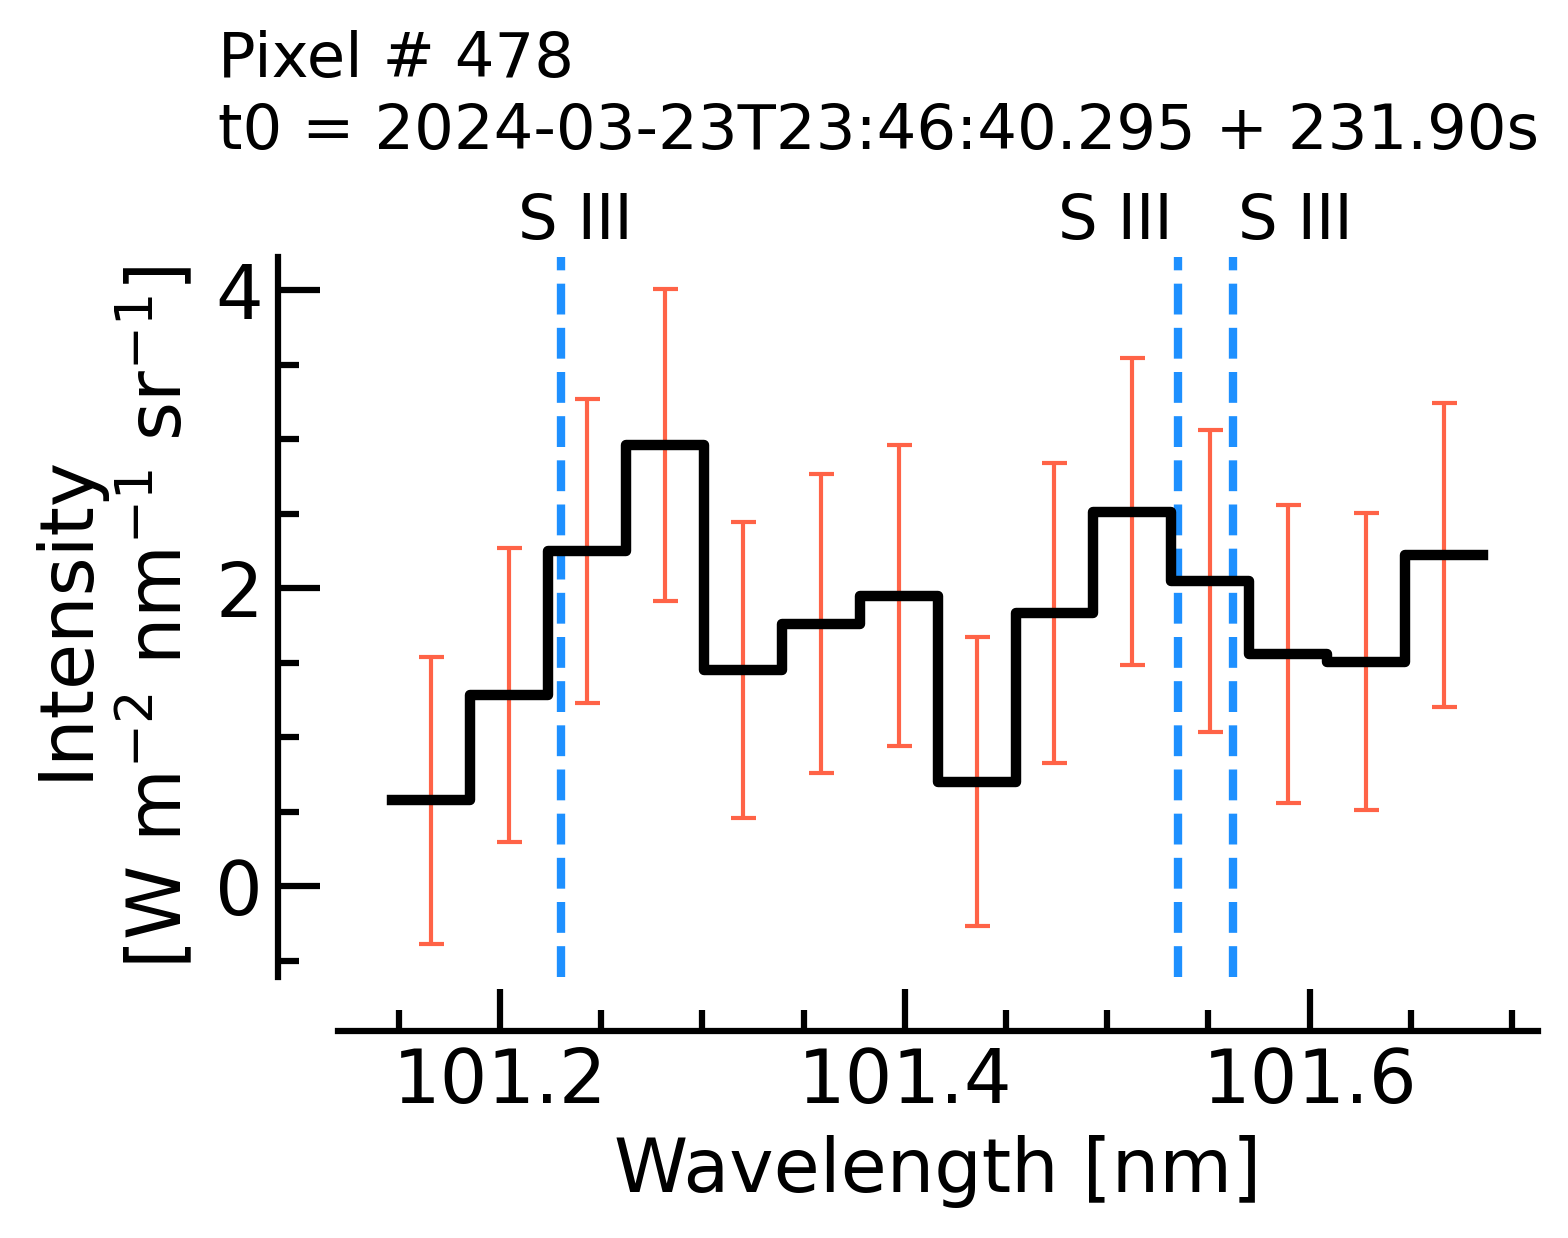 Pixel # 478
t0 = 2024-03-23T23:46:40.295 + 231.90s
S III S III S III
Intensity
[W m⁻² nm⁻¹ sr⁻¹]
4
2
0
101.2 101.4 101.6
Wavelength [nm]